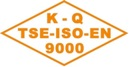 K - Q
TSE-ISO-EN
9000